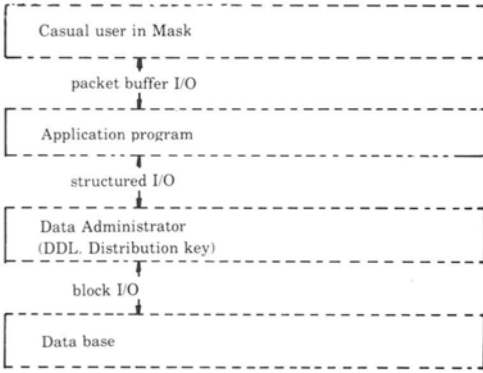 Casual user in Mask
packet buffer I/O
Application program
structured I/O
Data Administrator
(DDL. Distribution key)
block I/O
Data base